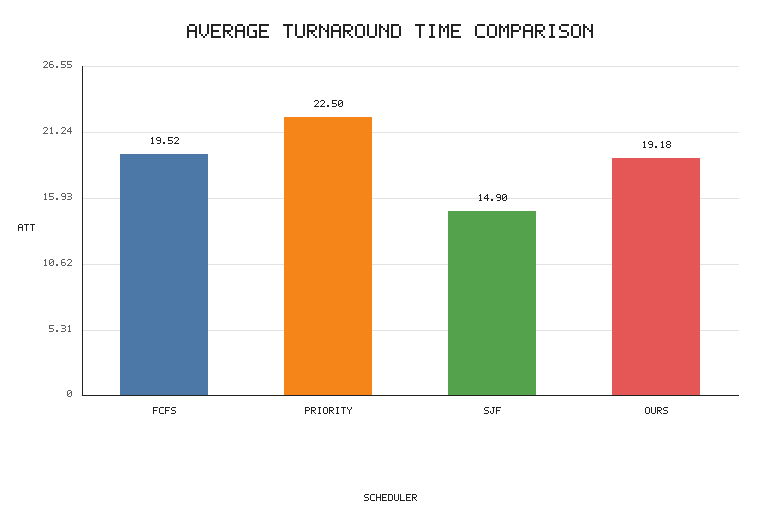 AVERAGE TURNAROUND TIME COMPARISON
26.55
21.24
15.93
10.62
5.31
0
ATT
19.52
22.50
14.90
19.18
FCFS
PRIORITY
SJF
OURS
SCHEDULER